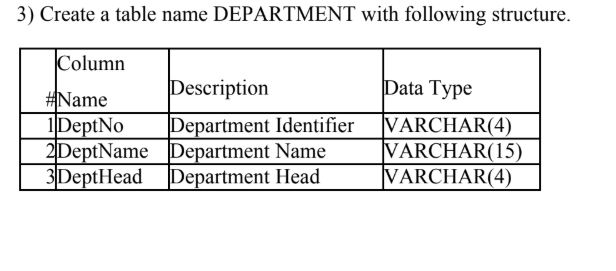 3) Create a table name DEPARTMENT with following structure.
Column
#Name Description Data Type
1 DeptNo Department Identifier VARCHAR(4)
2 DeptName Department Name VARCHAR(15)
3 DeptHead Department Head VARCHAR(4)